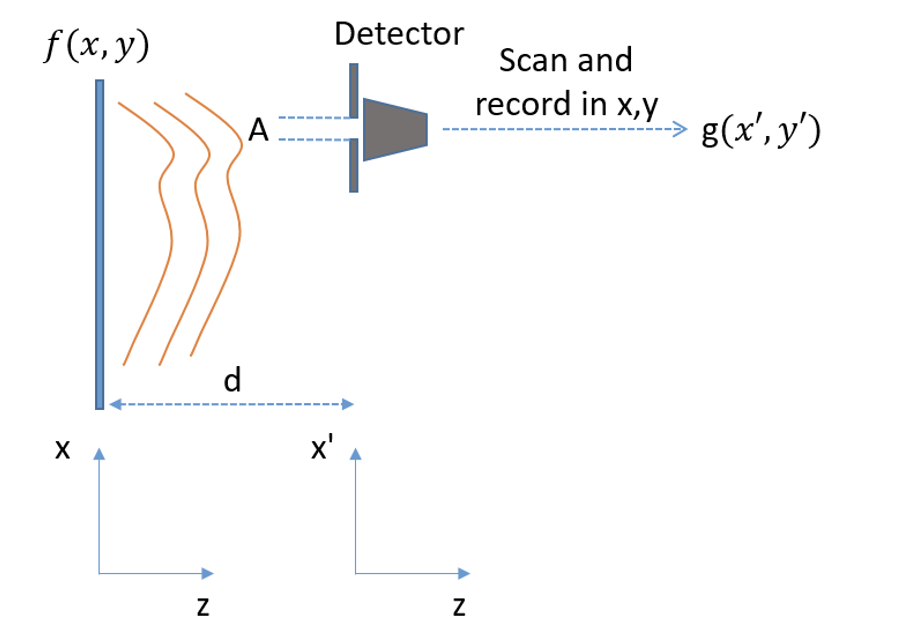 f(x, y)
Detector
Scan and
record in x,y
A
g(x′, y′)
d
x
x'
z
z